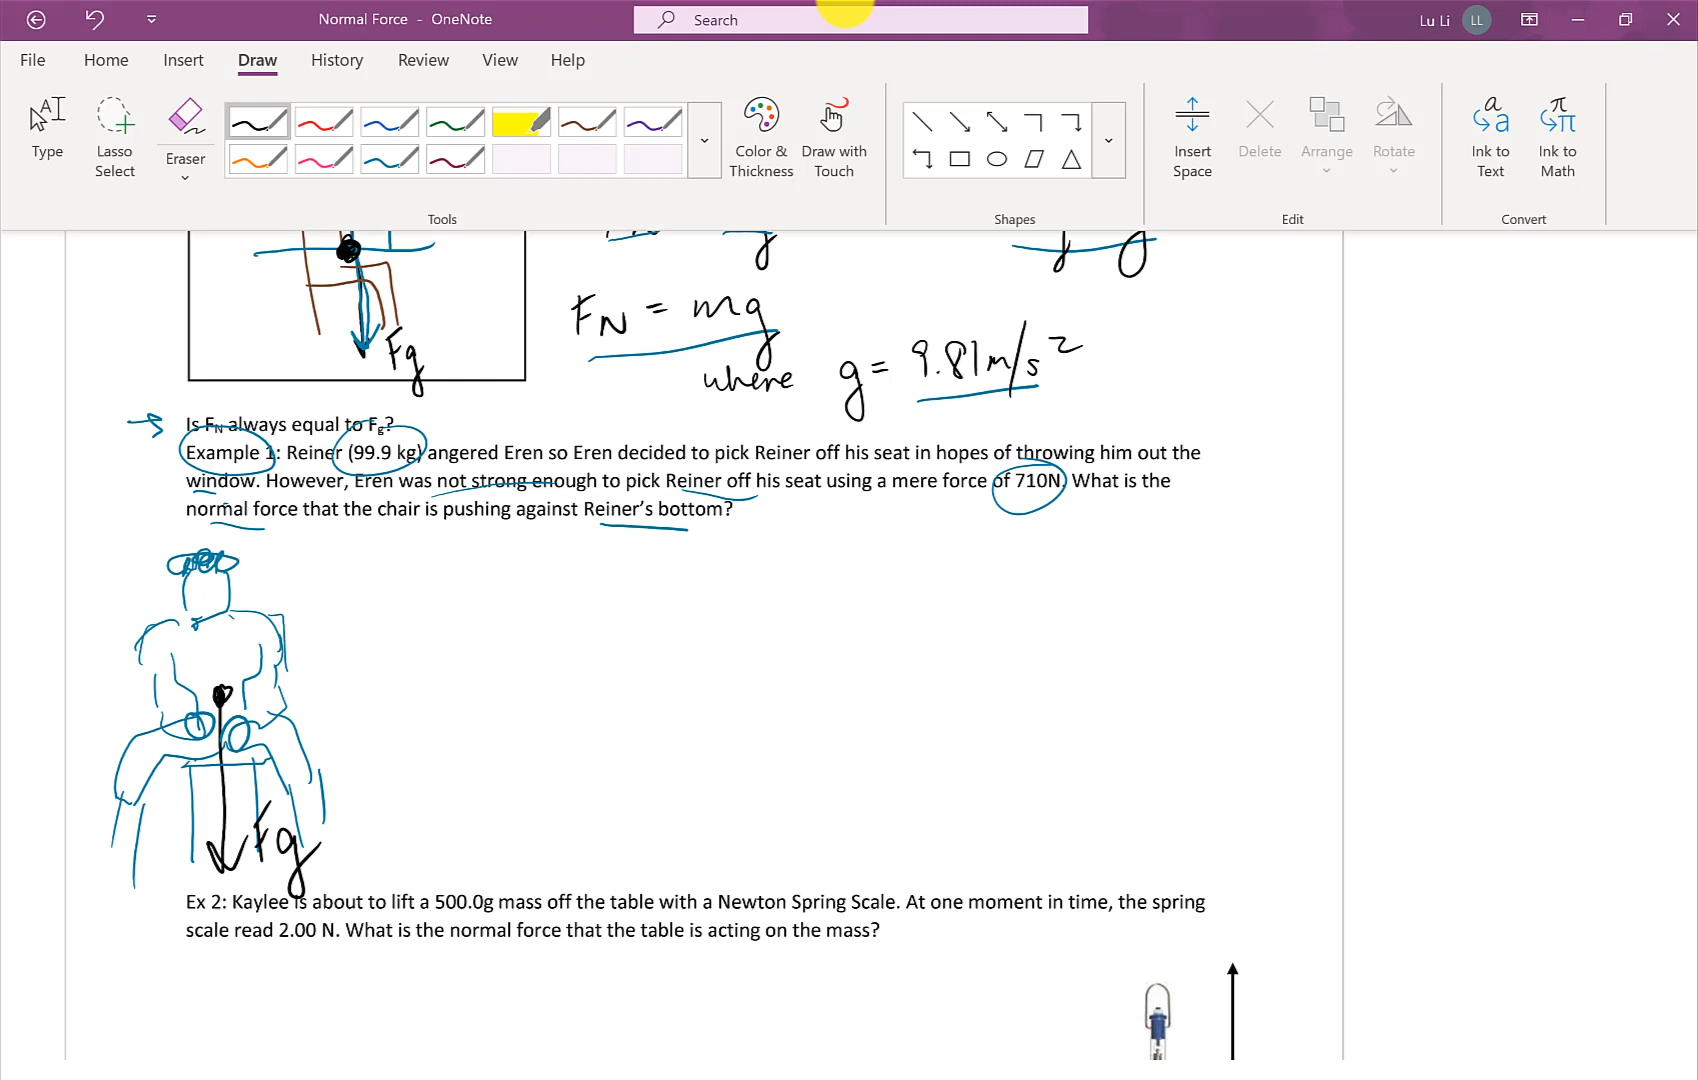 Normal Force - OneNote
Search
Lu Li
LL
File Home Insert Draw History Review View Help
Type
Lasso Select
Eraser
Color & Thickness
Draw with Touch
Insert Space
Delete
Arrange
Rotate
Ink to Text
Ink to Math
Tools
Shapes
Edit
Convert
Fg
FN = mg
where g = 9.81m/s²
Is FN always equal to Fg?
Example 1: Reiner (99.9 kg) angered Eren so Eren decided to pick Reiner off his seat in hopes of throwing him out the
window. However, Eren was not strong enough to pick Reiner off his seat using a mere force of 710N. What is the
normal force that the chair is pushing against Reiner's bottom?
Fg
Ex 2: Kaylee is about to lift a 500.0g mass off the table with a Newton Spring Scale. At one moment in time, the spring
scale read 2.00 N. What is the normal force that the table is acting on the mass?